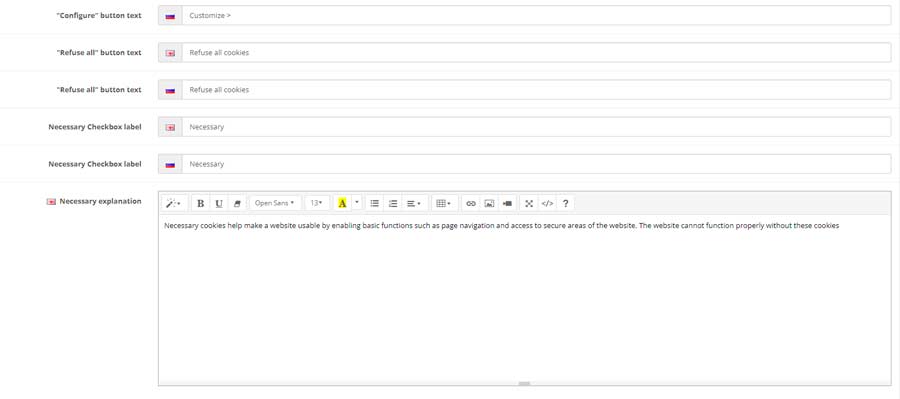 "Configure" button text
Customize >
"Refuse all" button text
Refuse all cookies
"Refuse all" button text
Refuse all cookies
Necessary Checkbox label
Necessary
Necessary Checkbox label
Necessary
Necessary explanation
B U Open Sans 13 A </> ?
Necessary cookies help make a website usable by enabling basic functions such as page navigation and access to secure areas of the website. The website cannot function properly without these cookies